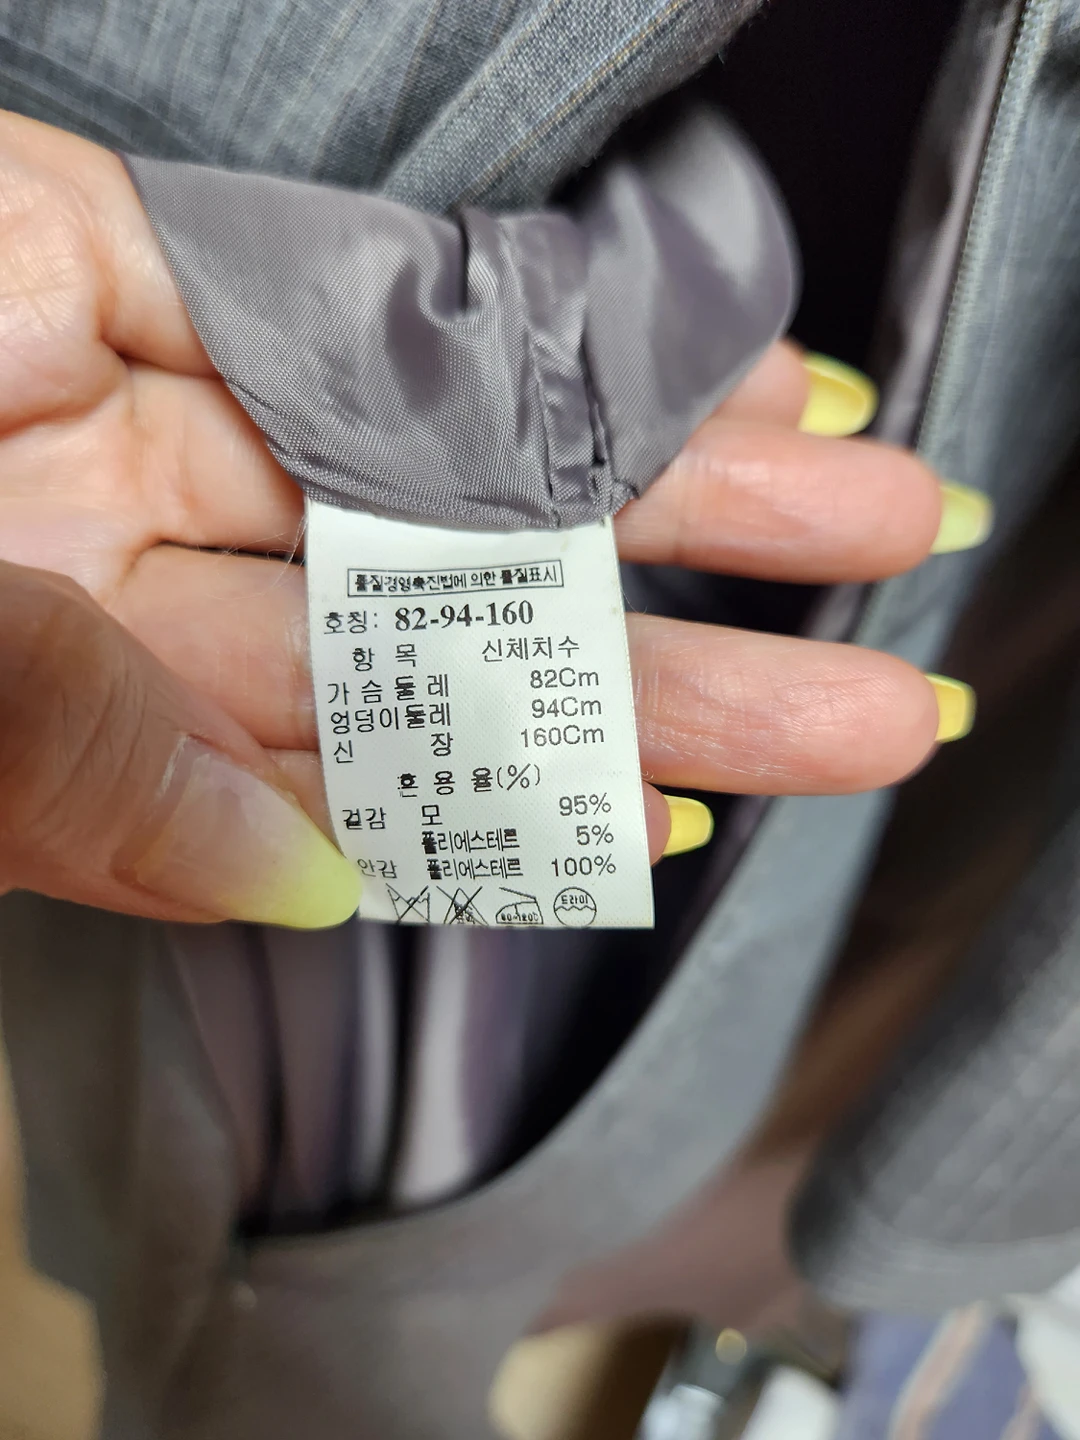 품질경영촉진법에 의한 품질표시
호칭: 82-94-160
항 목 신체치수
가 슴 둘 레 82Cm
엉덩이둘레 94Cm
신 장 160Cm
혼 용 율(%)
겉감 모 95%
폴리에스테르 5%
안감 폴리에스테르 100%
드라이